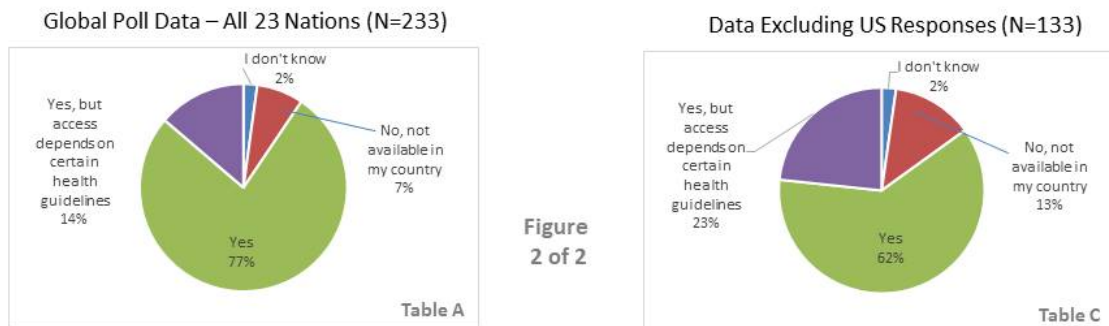 Global Poll Data – All 23 Nations (N=233)
I don't know
2%
Yes, but
access
depends on
certain
health
guidelines
14%
No, not
available in
my country
7%
Yes
77%
Table A
Figure
2 of 2
Data Excluding US Responses (N=133)
I don't know
2%
Yes, but
access
depends on
certain
health
guidelines
23%
No, not
available in
my country
13%
Yes
62%
Table C